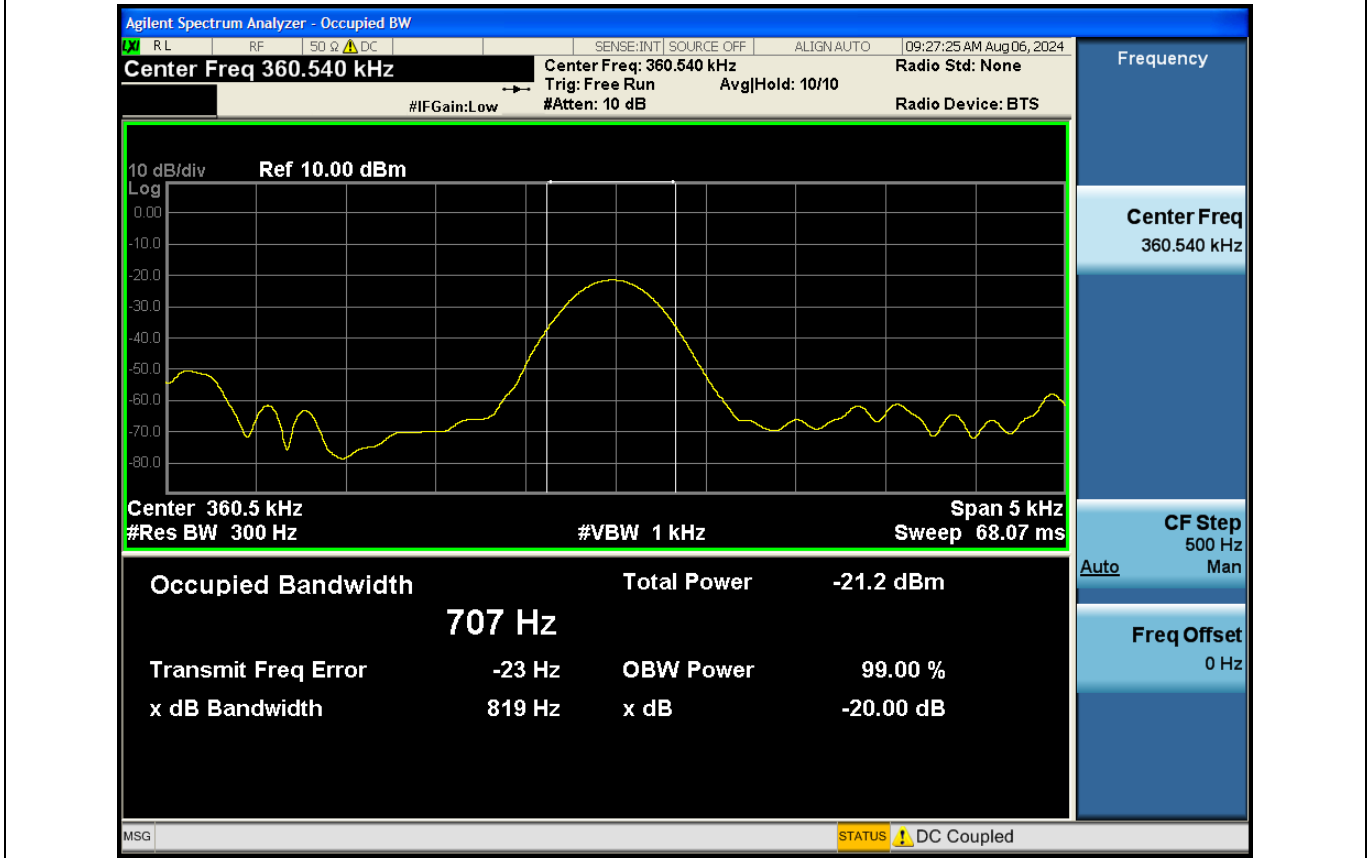 Agilent Spectrum Analyzer - Occupied BW
LXI RL RF 50 Ω DC SENSE:INT SOURCE OFF ALIGN AUTO 09:27:25 AM Aug 06, 2024
Center Freq 360.540 kHz
Center Freq: 360.540 kHz Radio Std: None
Trig: Free Run Avg|Hold: 10/10
#IFGain:Low #Atten: 10 dB Radio Device: BTS
10 dB/div Ref 10.00 dBm
Log
0.00
-10.0
-20.0
-30.0
-40.0
-50.0
-60.0
-70.0
-80.0
Center 360.5 kHz Span 5 kHz
#Res BW 300 Hz #VBW 1 kHz Sweep 68.07 ms
Occupied Bandwidth Total Power -21.2 dBm
707 Hz
Transmit Freq Error -23 Hz OBW Power 99.00 %
x dB Bandwidth 819 Hz x dB -20.00 dB
Frequency
Center Freq
360.540 kHz
CF Step
500 Hz
Auto Man
Freq Offset
0 Hz
MSG STATUS DC Coupled